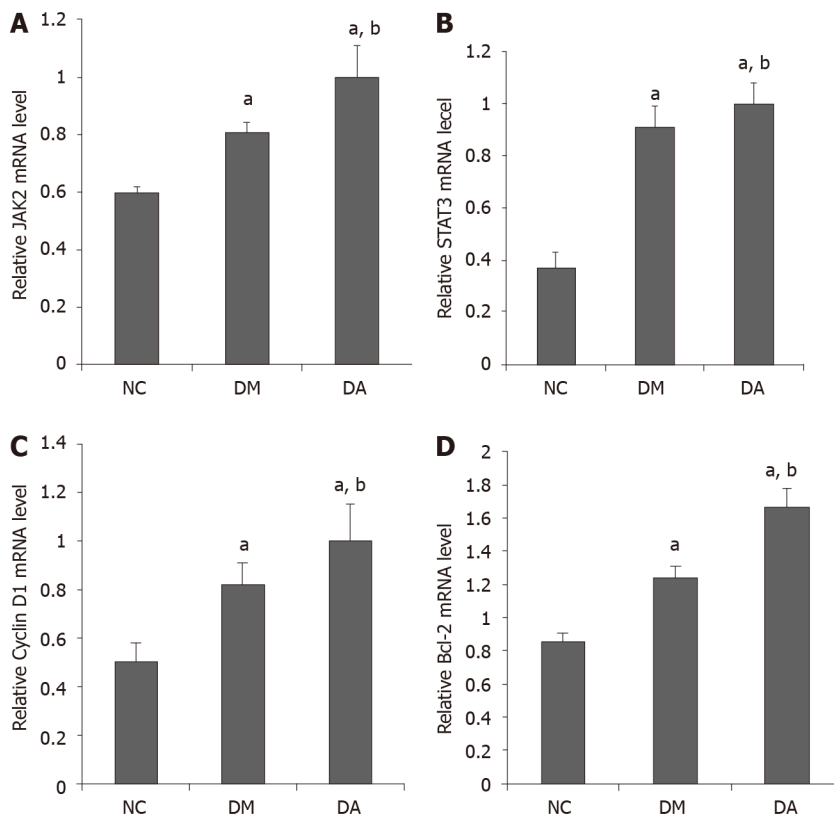 A
Relative JAK2 mRNA level
1.2
1
0.8
0.6
0.4
0.2
0
a
a, b
NC DM DA
B
Relative STAT3 mRNA lecel
1.2
1
0.8
0.6
0.4
0.2
0
a
a, b
NC DM DA
C
Relative Cyclin D1 mRNA level
1.4
1.2
1
0.8
0.6
0.4
0.2
0
a
a, b
NC DM DA
D
Relative Bcl-2 mRNA level
2
1.8
1.6
1.4
1.2
1
0.8
0.6
0.4
0.2
0
a
a, b
NC DM DA